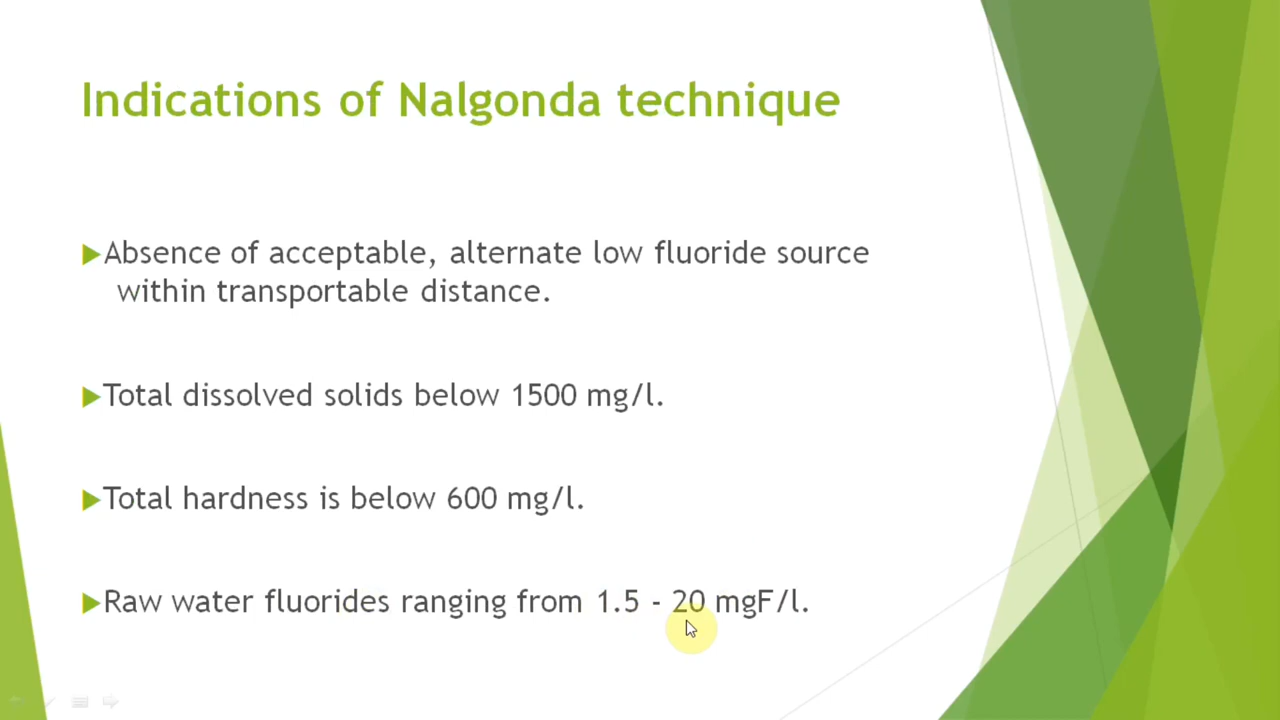 Indications of Nalgonda technique
Absence of acceptable, alternate low fluoride source
within transportable distance.
Total dissolved solids below 1500 mg/l.
Total hardness is below 600 mg/l.
Raw water fluorides ranging from 1.5 - 20 mgF/l.